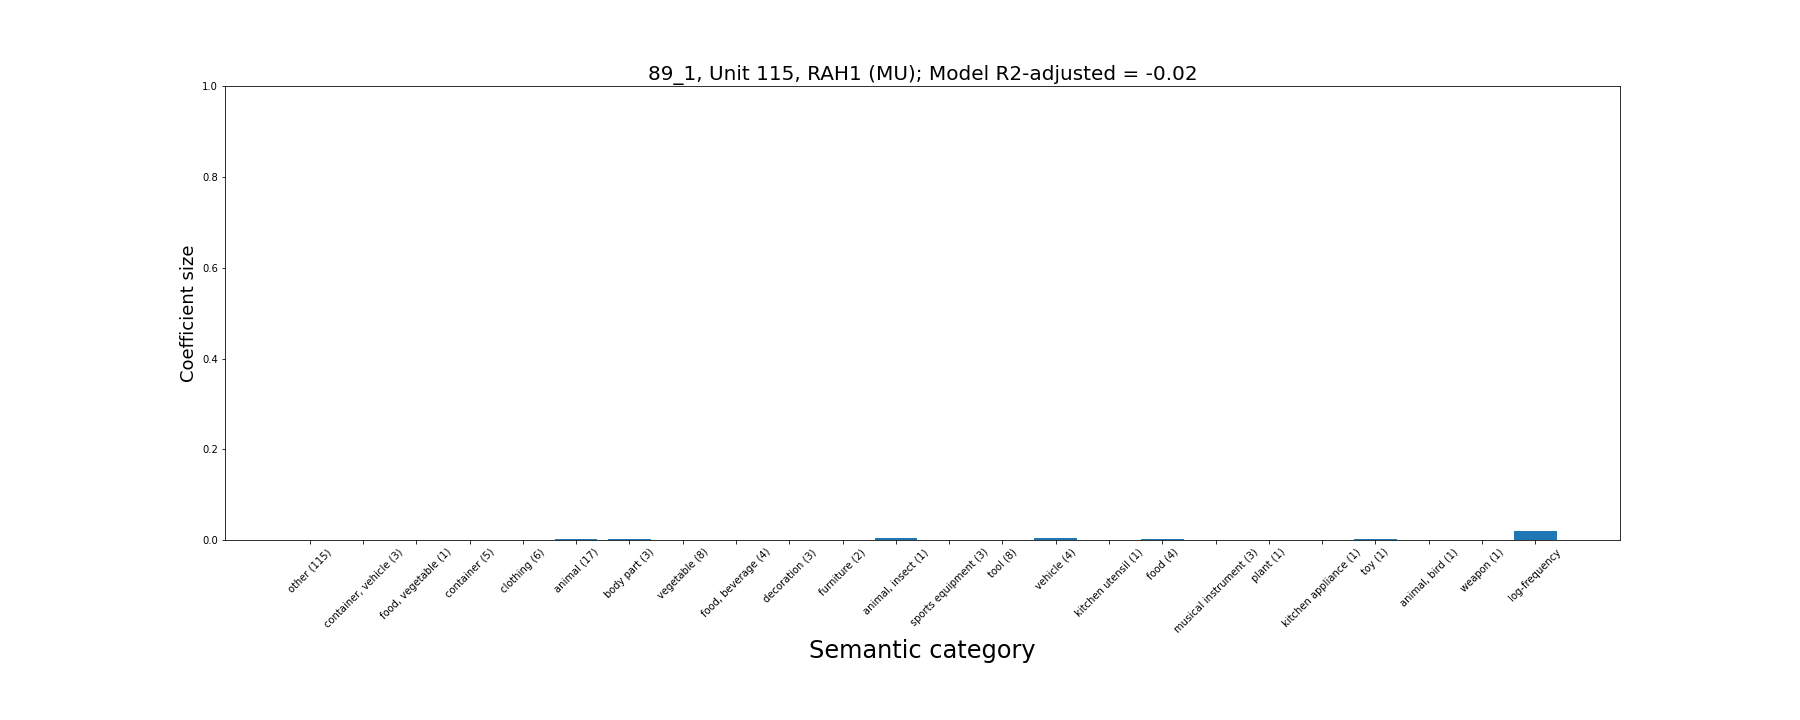 89_1, Unit 115, RAH1 (MU); Model R2-adjusted = -0.02
Coefficient size
1.0
0.8
0.6
0.4
0.2
0.0
other (115)
container, vehicle (3)
food, vegetable (1)
container (5)
clothing (6)
animal (17)
body part (3)
vegetable (8)
food, beverage (4)
decoration (3)
furniture (2)
animal, insect (1)
sports equipment (3)
tool (8)
vehicle (4)
kitchen utensil (1)
food (4)
musical instrument (3)
plant (1)
kitchen appliance (1)
toy (1)
animal, bird (1)
weapon (1)
log-frequency
Semantic category